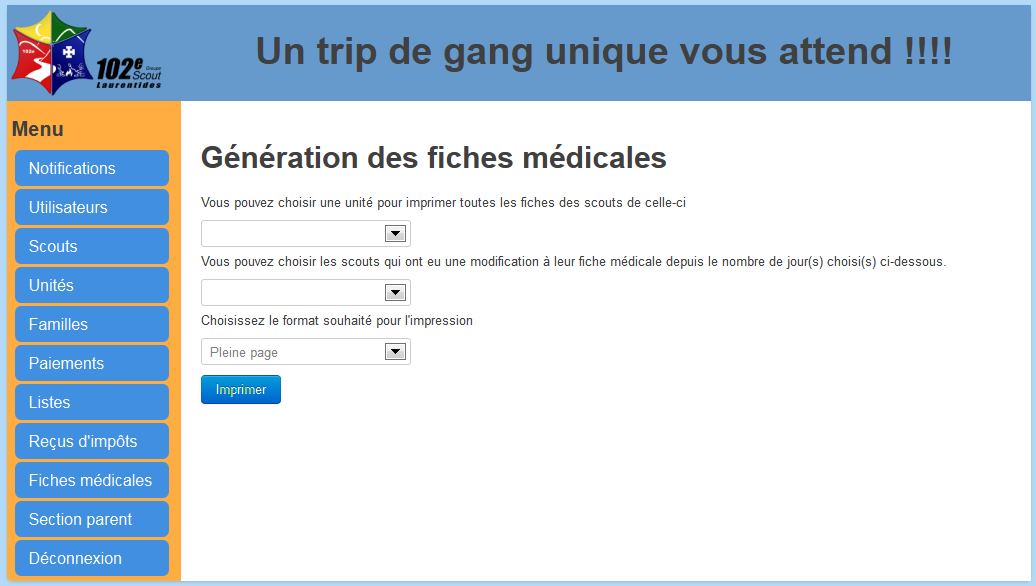 102e
102e Groupe
Scout
Laurentides
Un trip de gang unique vous attend !!!!
Menu
Notifications
Utilisateurs
Scouts
Unités
Familles
Paiements
Listes
Reçus d'impôts
Fiches médicales
Section parent
Déconnexion
Génération des fiches médicales
Vous pouvez choisir une unité pour imprimer toutes les fiches des scouts de celle-ci
Vous pouvez choisir les scouts qui ont eu une modification à leur fiche médicale depuis le nombre de jour(s) choisi(s) ci-dessous.
Choisissez le format souhaité pour l'impression
Pleine page
Imprimer